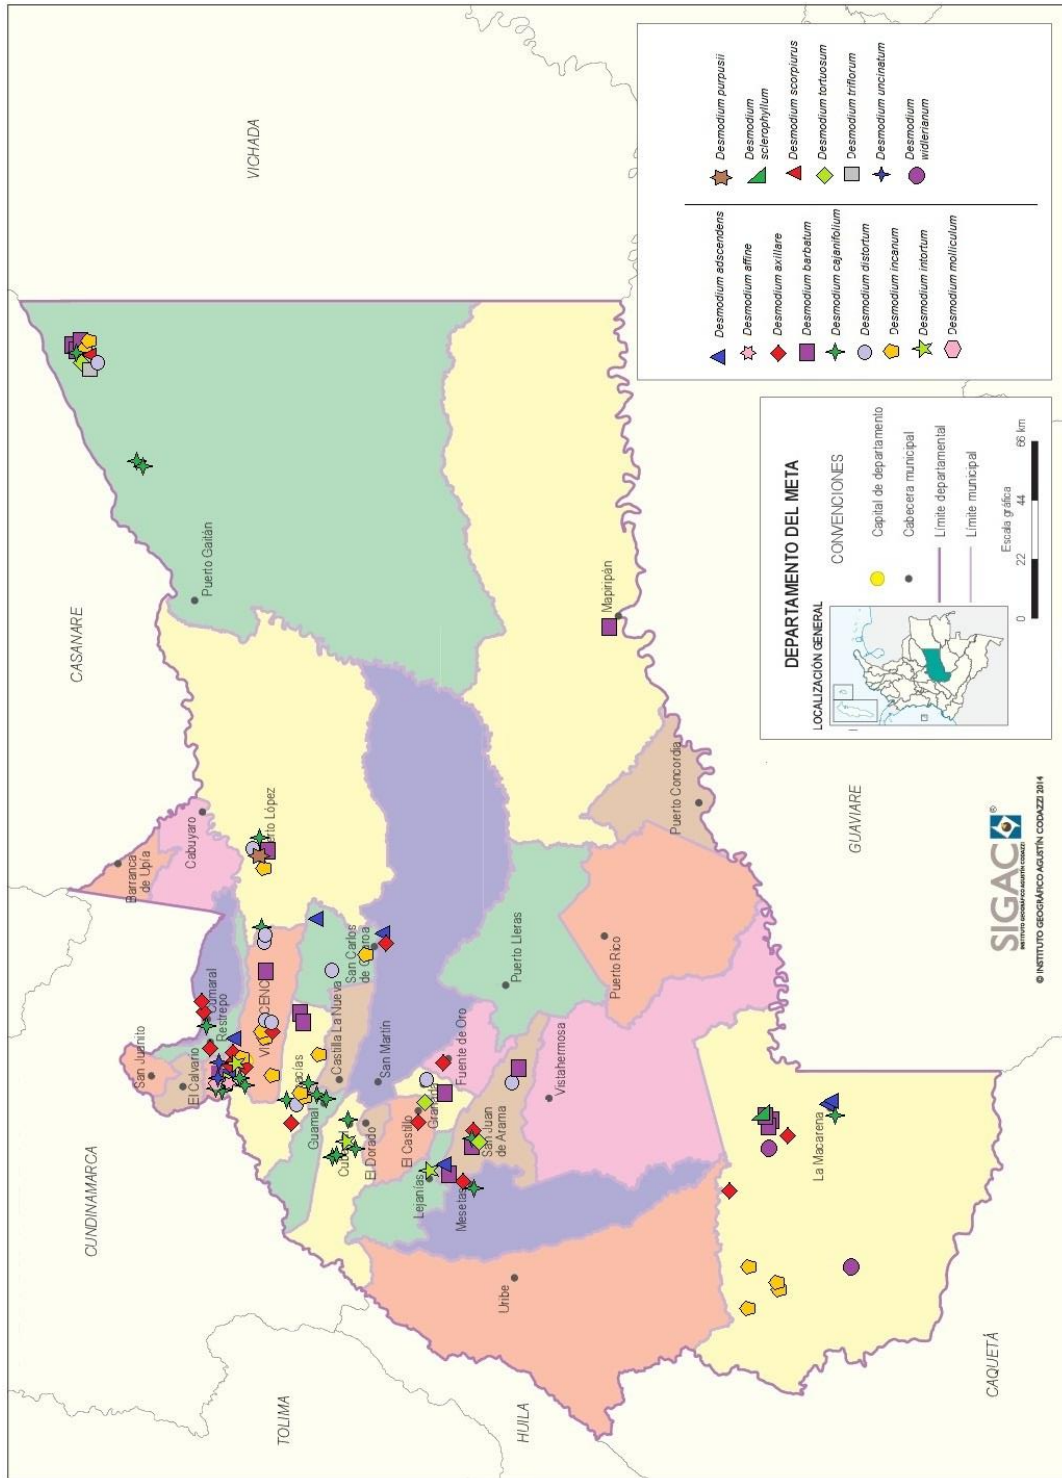 CUNDINAMARCA
CASANARE
VICHADA
TOLIMA
HUILA
CAQUETÁ
GUAVIARE
San Juanito
El Calvario
Restrepo
Cumaral
Barranca
de Upía
Cabuyaro
Puerto Gaitán
Guamal
Castilla La Nueva
San Carlos
El Dorado
San Martín
El Castillo
Granada
Fuente de Oro
Lejanías
Mesetas
San Juan
de Arama
Puerto Lleras
Uribe
Vistahermosa
Puerto Rico
Mapiripán
Puerto Concordia
La Macarena
Desmodium adscendens
Desmodium affine
Desmodium axillare
Desmodium barbatum
Desmodium cajanifolium
Desmodium distortum
Desmodium incanum
Desmodium intortum
Desmodium molliculum
Desmodium purpusii
Desmodium
sclerophyllum
Desmodium scorpiurus
Desmodium tortuosum
Desmodium triflorum
Desmodium uncinatum
Desmodium
widlerianum
DEPARTAMENTO DEL META
LOCALIZACIÓN GENERAL
CONVENCIONES
Capital de departamento
Cabecera municipal
Límite departamental
Límite municipal
Escala gráfica
0 22 44 66 km
SIGAC®
INSTITUTO GEOGRÁFICO AGUSTÍN CODAZZI
© INSTITUTO GEOGRÁFICO AGUSTÍN CODAZZI 2014